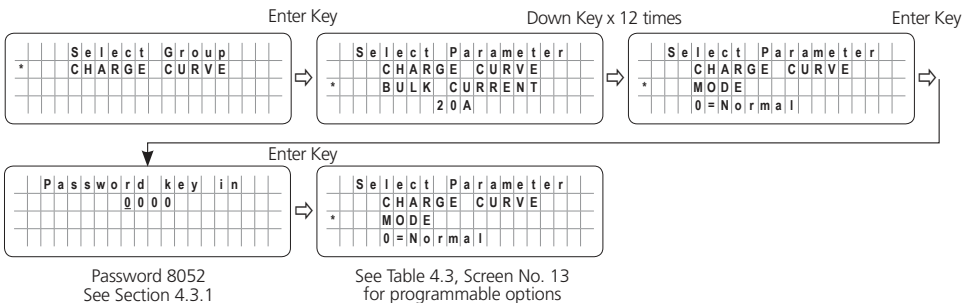 Enter Key
Down Key x 12 times
Enter Key
Select Group
* CHARGE CURVE
Select Parameter
CHARGE CURVE
* BULK CURRENT
20A
Select Parameter
CHARGE CURVE
* MODE
0=Normal
Enter Key
Password key in
0000
Select Parameter
CHARGE CURVE
* MODE
0=Normal
Password 8052
See Section 4.3.1
See Table 4.3, Screen No. 13
for programmable options